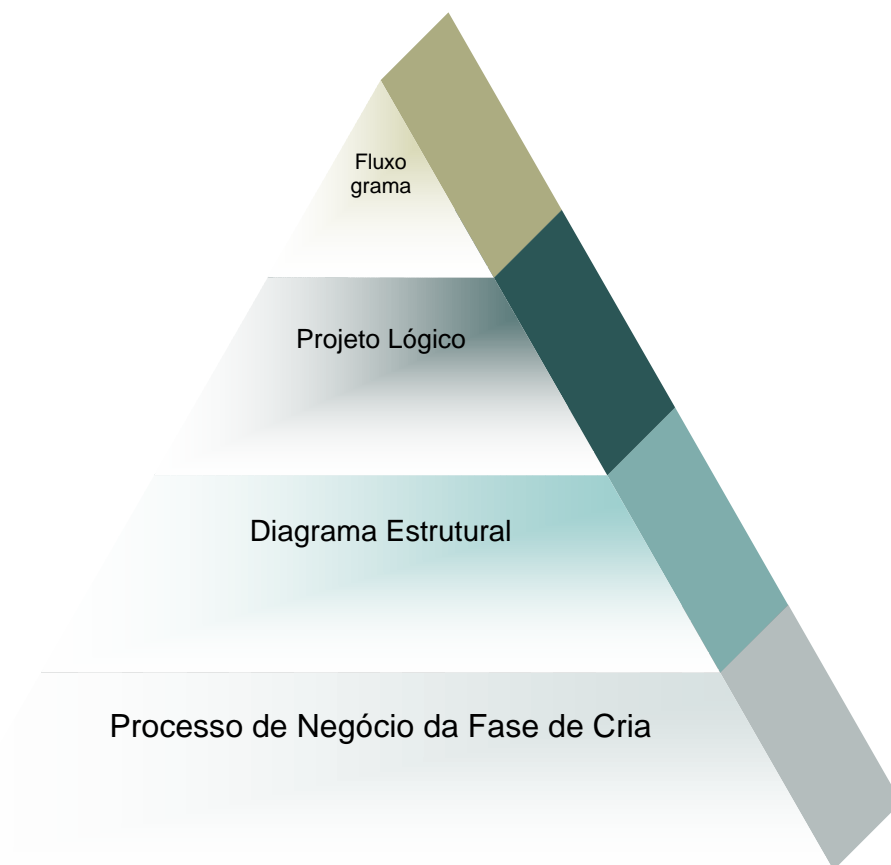 Fluxo
grama
Projeto Lógico
Diagrama Estrutural
Processo de Negócio da Fase de Cria